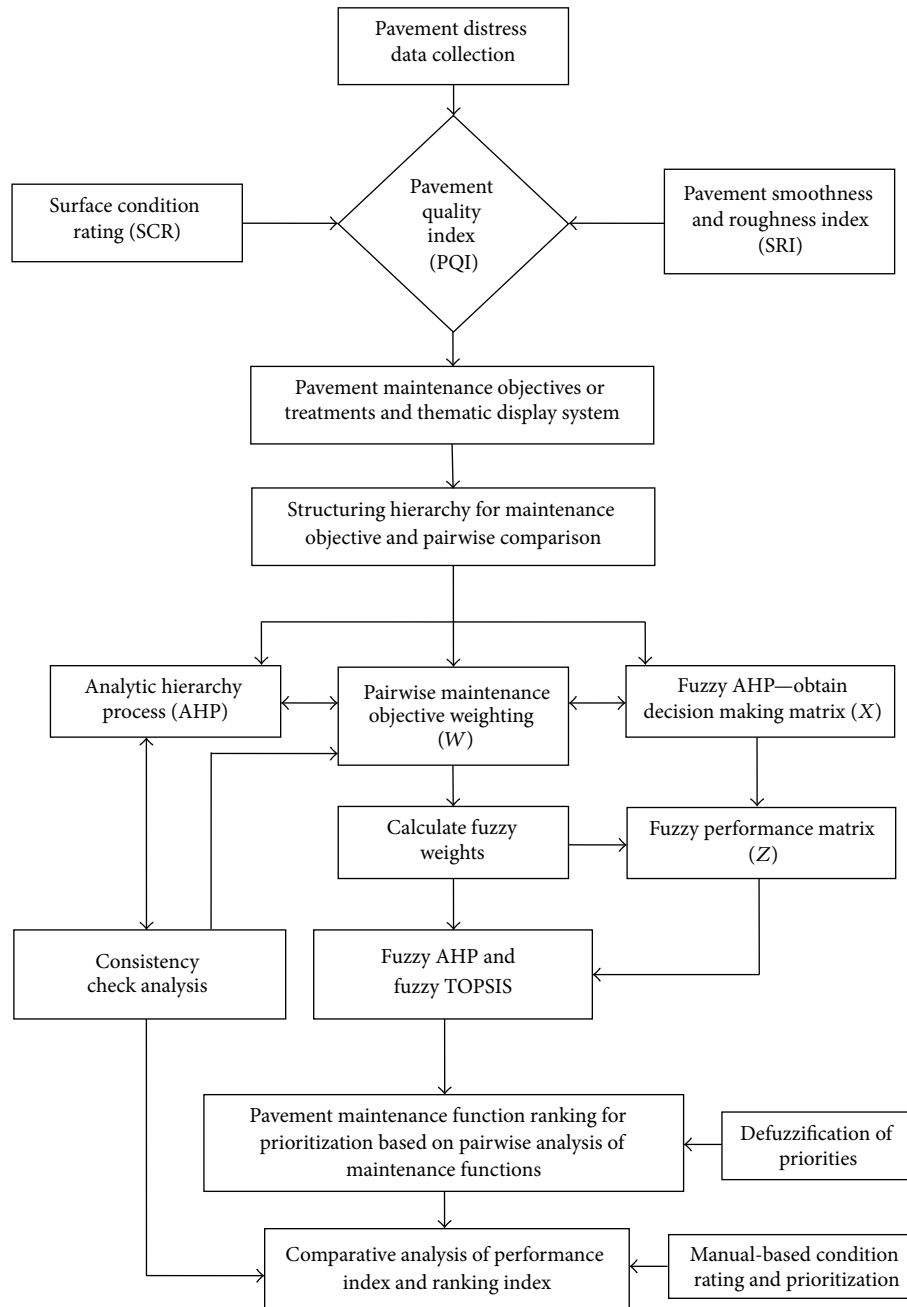 Pavement distress
data collection
Surface condition
rating (SCR)
Pavement
quality
index
(PQI)
Pavement smoothness
and roughness index
(SRI)
Pavement maintenance objectives or
treatments and thematic display system
Structuring hierarchy for maintenance
objective and pairwise comparison
Analytic hierarchy
process (AHP)
Pairwise maintenance
objective weighting
(W)
Fuzzy AHP—obtain
decision making matrix (X)
Calculate fuzzy
weights
Fuzzy performance matrix
(Z)
Consistency
check analysis
Fuzzy AHP and
fuzzy TOPSIS
Pavement maintenance function ranking for
prioritization based on pairwise analysis of
maintenance functions
Defuzzification of
priorities
Comparative analysis of performance
index and ranking index
Manual-based condition
rating and prioritization